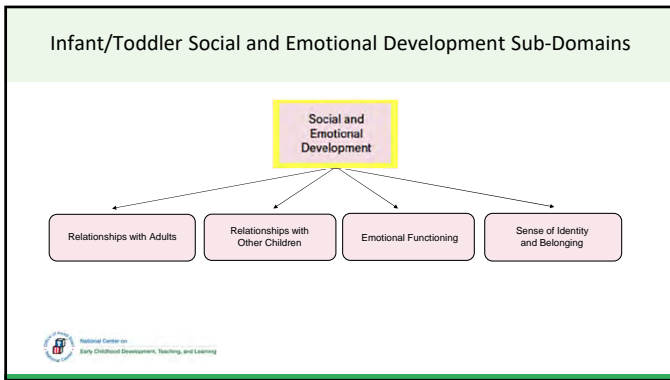 Infant/Toddler Social and Emotional Development Sub-Domains
Social and
Emotional
Development
Relationships with Adults
Relationships with
Other Children
Emotional Functioning
Sense of Identity
and Belonging
National Center on
Early Childhood Development, Teaching, and Learning